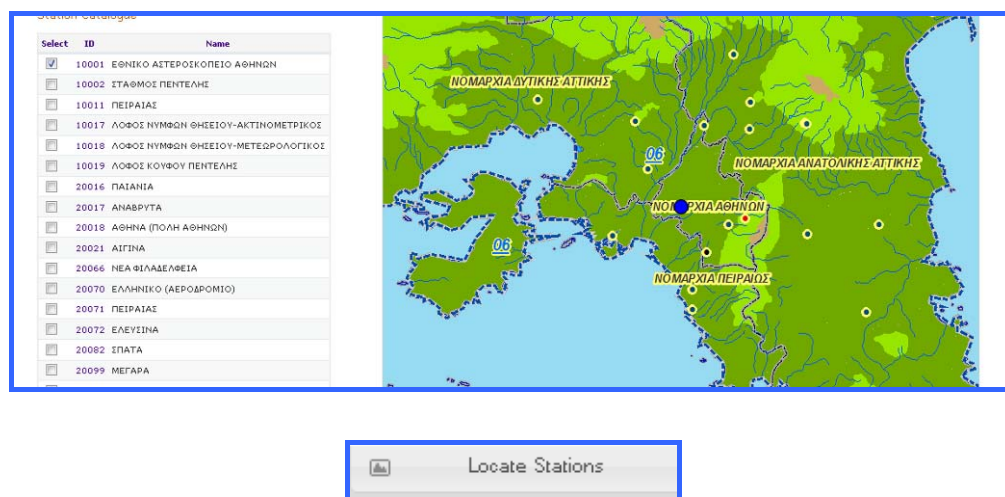 Station Catalogue
Select ID Name
10001 ΕΘΝΙΚΟ ΑΣΤΕΡΟΣΚΟΠΕΙΟ ΑΘΗΝΩΝ
10002 ΣΤΑΘΜΟΣ ΠΕΝΤΕΛΗΣ
10011 ΠΕΙΡΑΙΑΣ
10017 ΛΟΦΟΣ ΝΥΜΦΩΝ ΘΗΣΕΙΟΥ-ΑΚΤΙΝΟΜΕΤΡΙΚΟΣ
10018 ΛΟΦΟΣ ΝΥΜΦΩΝ ΘΗΣΕΙΟΥ-ΜΕΤΕΩΡΟΛΟΓΙΚΟΣ
10019 ΛΟΦΟΣ ΚΟΥΦΟΥ ΠΕΝΤΕΛΗΣ
20016 ΠΑΙΑΝΙΑ
20017 ΑΝΑΒΡΥΤΑ
20018 ΑΘΗΝΑ (ΠΟΛΗ ΑΘΗΝΩΝ)
20021 ΑΙΓΙΝΑ
20066 ΝΕΑ ΦΙΛΑΔΕΛΦΕΙΑ
20070 ΕΛΛΗΝΙΚΟ (ΑΕΡΟΔΡΟΜΙΟ)
20071 ΠΕΙΡΑΙΑΣ
20072 ΕΛΕΥΣΙΝΑ
20082 ΣΠΑΤΑ
20099 ΜΕΓΑΡΑ
ΝΟΜΑΡΧΙΑ ΔΥΤΙΚΗΣ ΑΤΤΙΚΗΣ
06
ΝΟΜΑΡΧΙΑ ΑΝΑΤΟΛΙΚΗΣ ΑΤΤΙΚΗΣ
ΝΟΜΑΡΧΙΑ ΑΘΗΝΩΝ
06
ΝΟΜΑΡΧΙΑ ΠΕΙΡΑΙΩΣ
Locate Stations